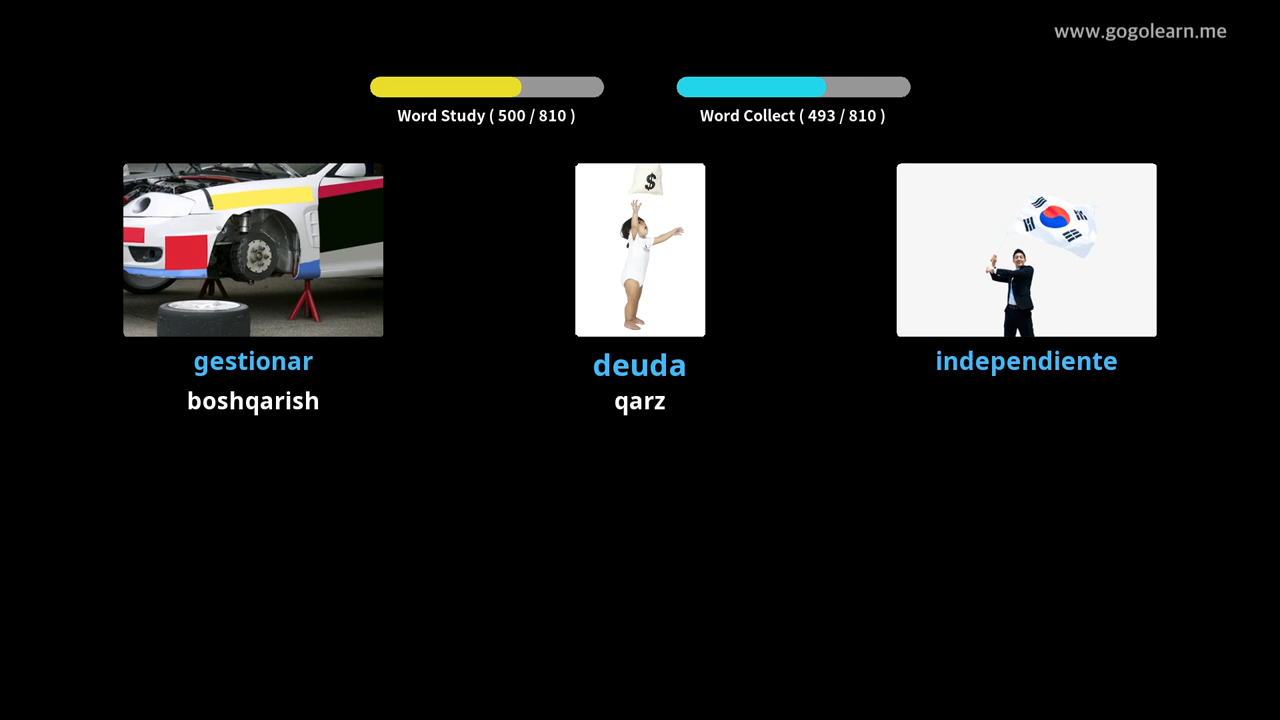 www.gogolearn.me
Word Study ( 500 / 810 )
Word Collect ( 493 / 810 )
$
gestionar
deuda
independiente
boshqarish
qarz